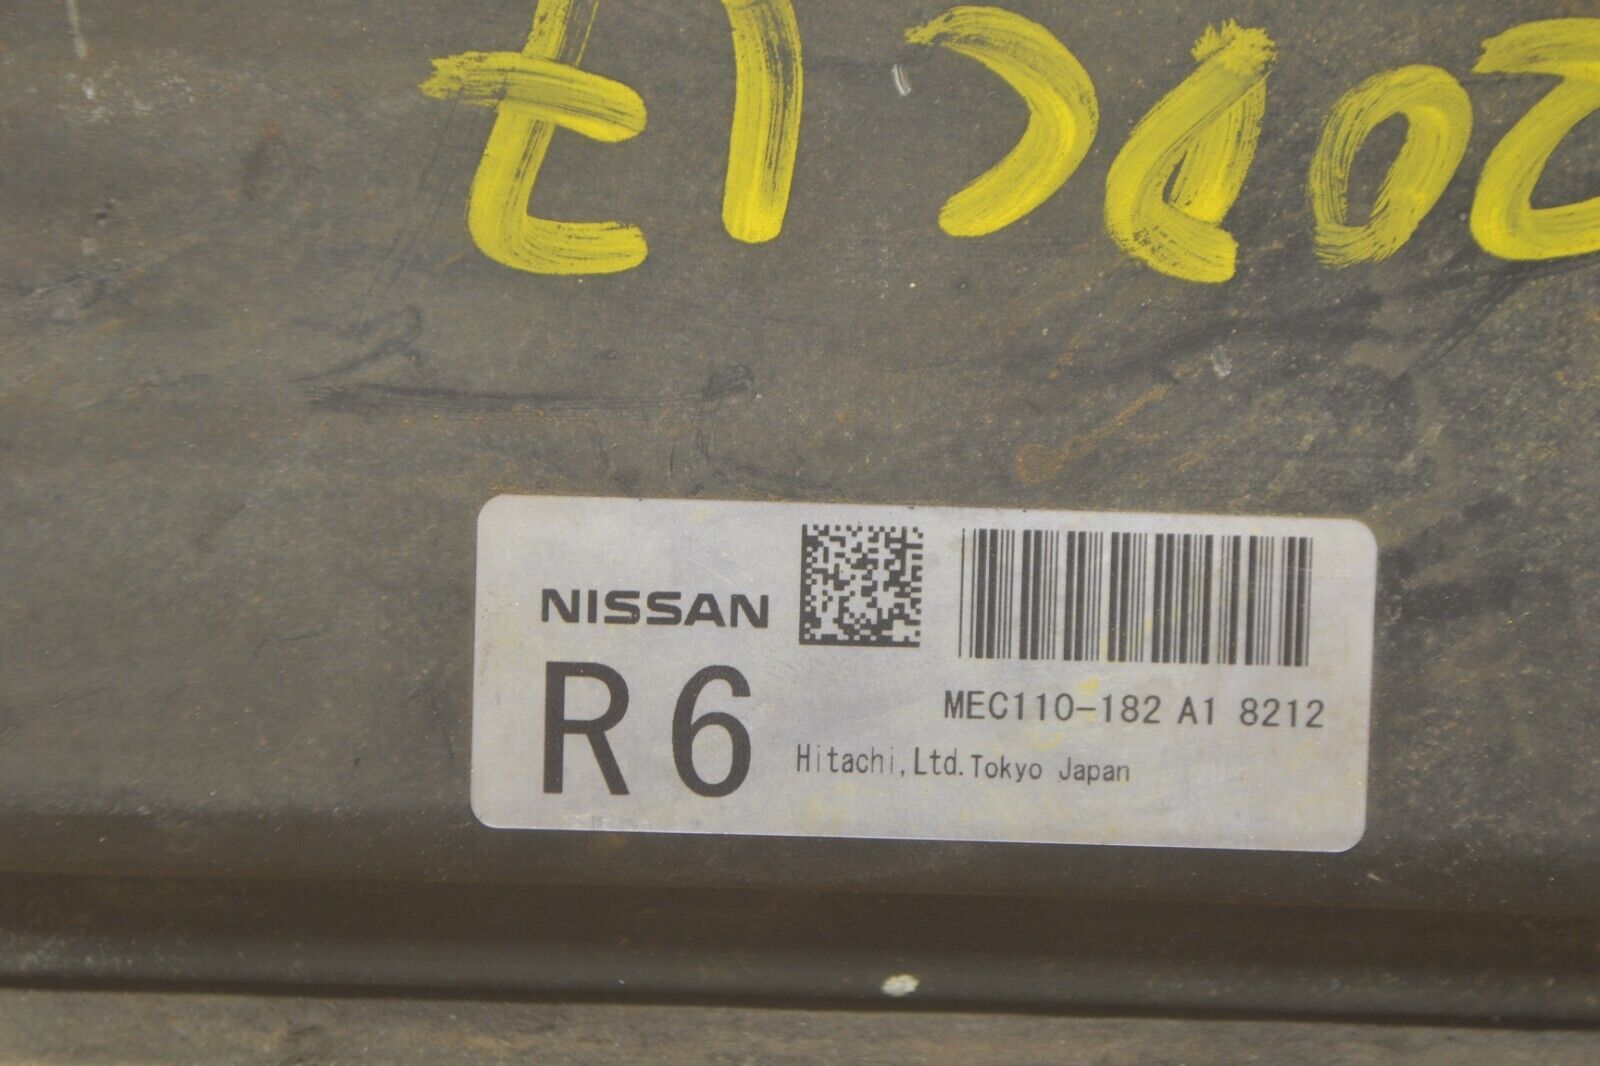 NISSAN
R6
MEC110-182 A1 8212
Hitachi, Ltd. Tokyo Japan